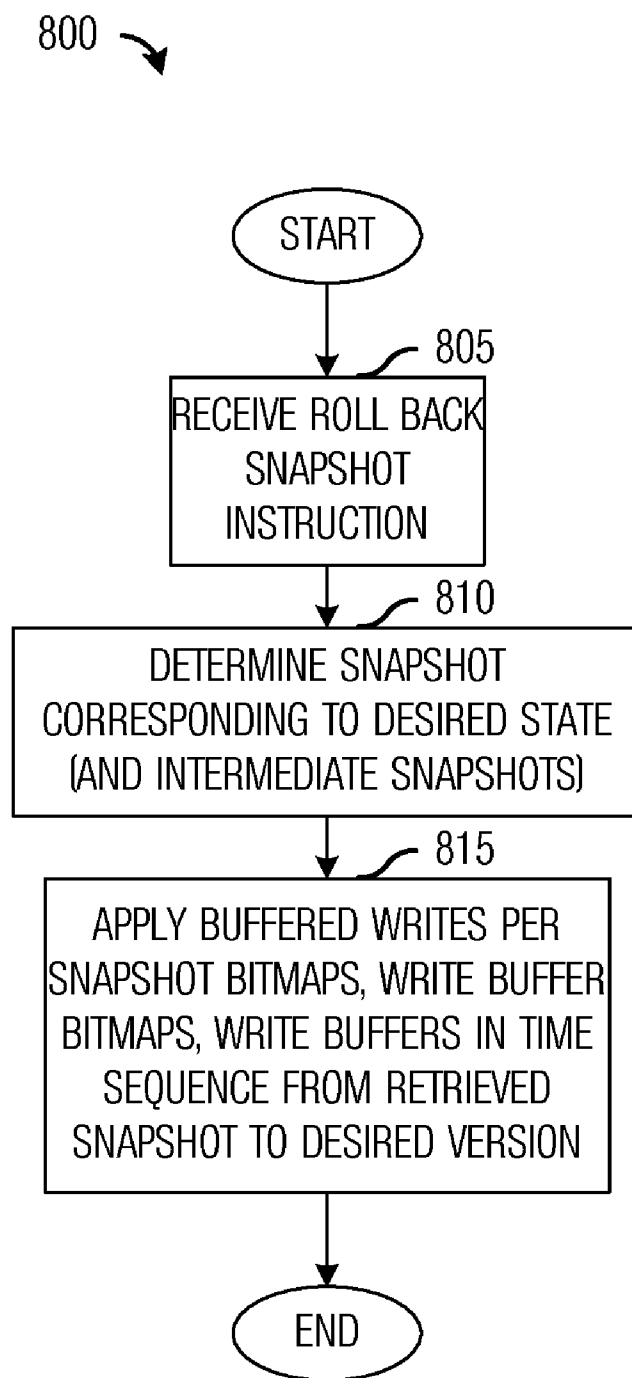 800
START
805
RECEIVE ROLL BACK
SNAPSHOT
INSTRUCTION
810
DETERMINE SNAPSHOT
CORRESPONDING TO DESIRED STATE
(AND INTERMEDIATE SNAPSHOTS)
815
APPLY BUFFERED WRITES PER
SNAPSHOT BITMAPS, WRITE BUFFER
BITMAPS, WRITE BUFFERS IN TIME
SEQUENCE FROM RETRIEVED
SNAPSHOT TO DESIRED VERSION
END